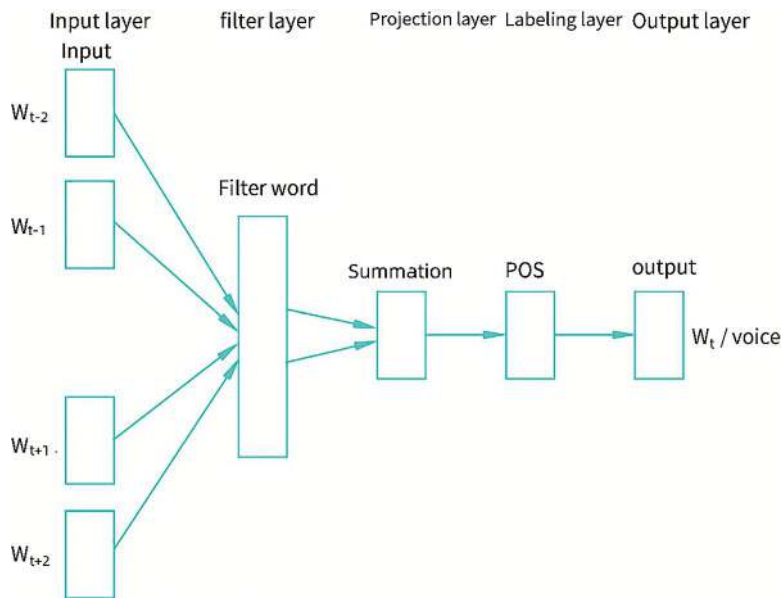 Input layer filter layer Projection layer Labeling layer Output layer
Input
Wt-2
Filter word
Wt-1
Summation POS output
Wt / voice
Wt+1 .
Wt+2